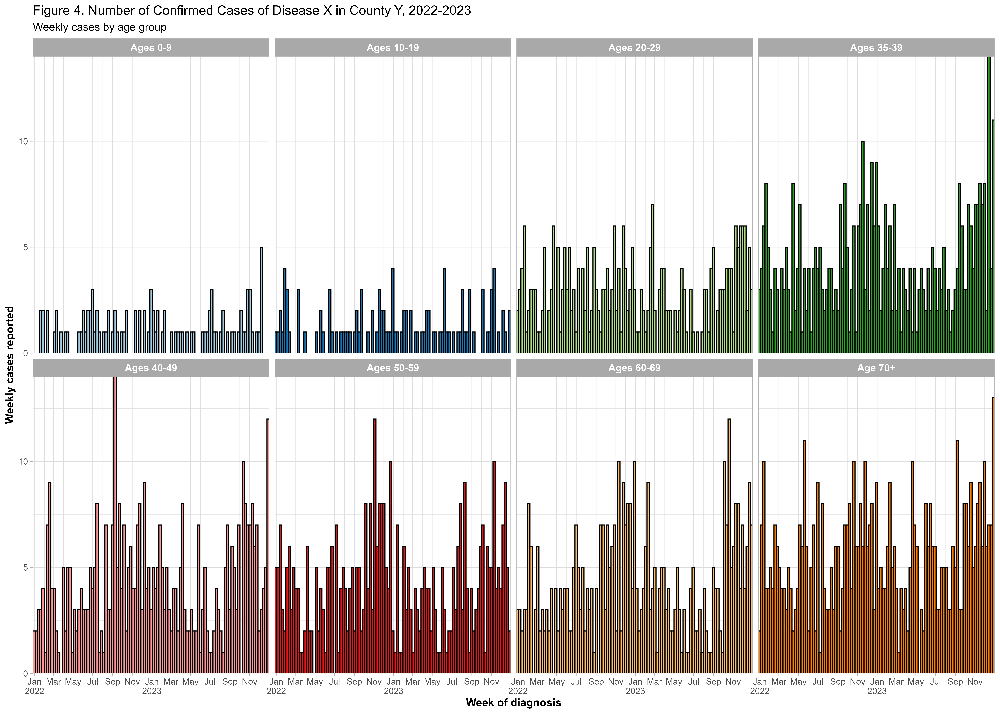 Figure 4. Number of Confirmed Cases of Disease X in County Y, 2022-2023
Weekly cases by age group
Ages 0-9
Ages 10-19
Ages 20-29
Ages 35-39
10
5
0
Weekly cases reported
Ages 40-49
Ages 50-59
Ages 60-69
Age 70+
10
5
0
Jan Mar May Jul Sep Nov Jan Mar May Jul Sep Nov
2022 2023
Jan Mar May Jul Sep Nov Jan Mar May Jul Sep Nov
2022 2023
Jan Mar May Jul Sep Nov Jan Mar May Jul Sep Nov
2022 2023
Jan Mar May Jul Sep Nov Jan Mar May Jul Sep Nov
2022 2023
Week of diagnosis